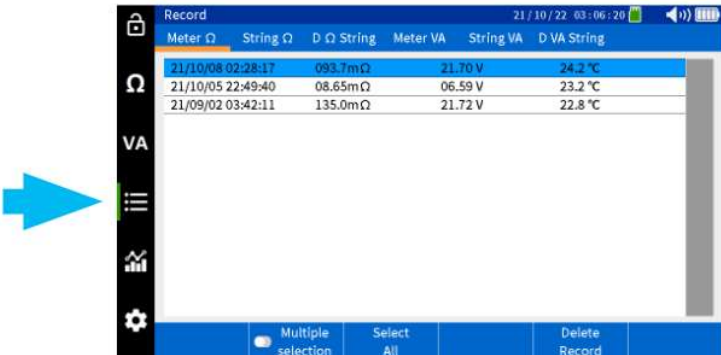 Record 21/10/22 03:06:20
Meter Ω String Ω D Ω String Meter VA String VA D VA String
21/10/08 02:28:17 093.7mΩ 21.70 V 24.2 ℃
21/10/05 22:49:40 08.65mΩ 06.59 V 23.2 ℃
21/09/02 03:42:11 135.0mΩ 21.72 V 22.8 ℃
Ω
VA
Multiple Select Delete
selection All Record